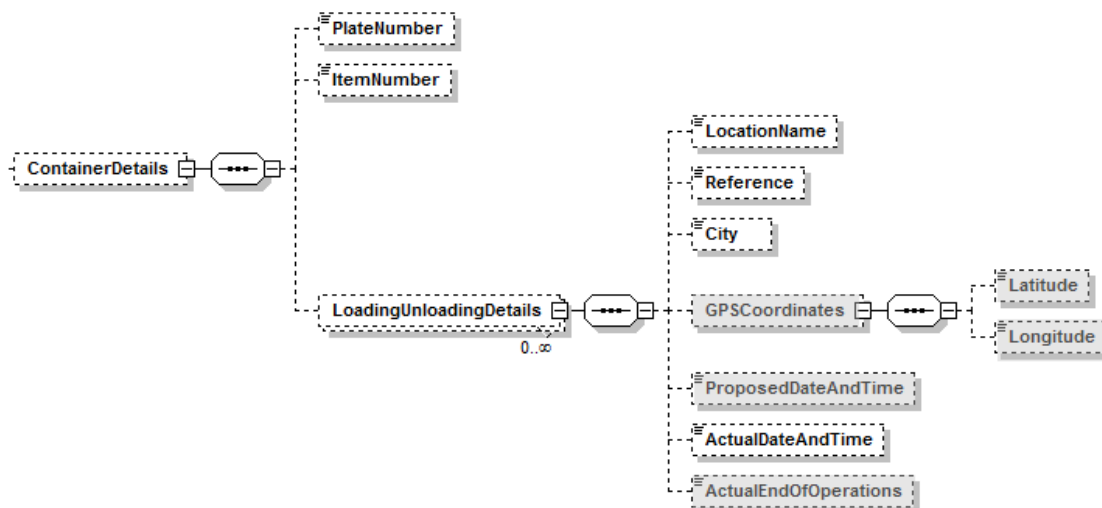 PlateNumber
ItemNumber
ContainerDetails
LocationName
Reference
City
LoadingUnloadingDetails
0..∞
GPSCoordinates
Latitude
Longitude
ProposedDateAndTime
ActualDateAndTime
ActualEndOfOperations